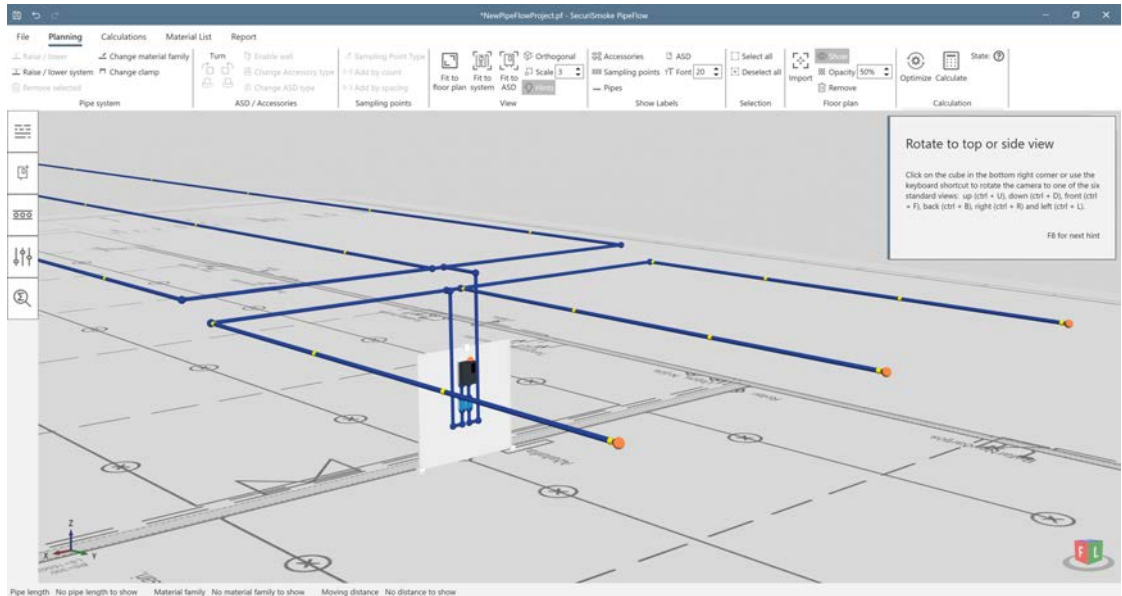 *NewPipeFlowProject.pf - SecuriSmoke PipeFlow
File Planning Calculations Material List Report
Raise / lower
Change material family
Raise / lower system
Change clamp
Remove selected
Pipe system
Turn
Enable wall
Change Accessory type
Change ASD type
ASD / Accessories
Sampling Point Type
Add by count
Add by spacing
Sampling points
Fit to floor plan
Fit to system
Fit to ASD
Orthogonal
Scale 3
Hints
View
Accessories
ASD
Sampling points
Font 20
Pipes
Show Labels
Select all
Deselect all
Selection
Import
Show
Opacity 50%
Remove
Floor plan
Optimize
Calculate
State:
Calculation
Rotate to top or side view
Click on the cube in the bottom right corner or use the
keyboard shortcut to rotate the camera to one of the six
standard views: up (ctrl + U), down (ctrl + D), front (ctrl
+ F), back (ctrl + B), right (ctrl + R) and left (ctrl + L).
F8 for next hint
Z
X
Y
F L
Pipe length No pipe length to show Material family No material family to show Moving distance No distance to show